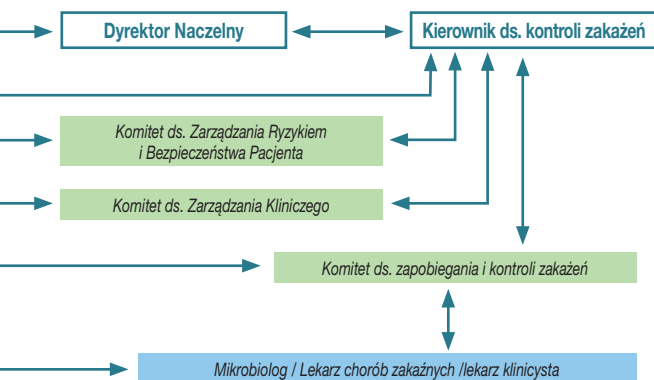 Dyrektor Naczelny
Kierownik ds. kontroli zakażeń
Komitet ds. Zarządzania Ryzykiem
i Bezpieczeństwa Pacjenta
Komitet ds. Zarządzania Kliniczego
Komitet ds. zapobiegania i kontroli zakażeń
Mikrobiolog / Lekarz chorób zakaźnych /lekarz klinicysta